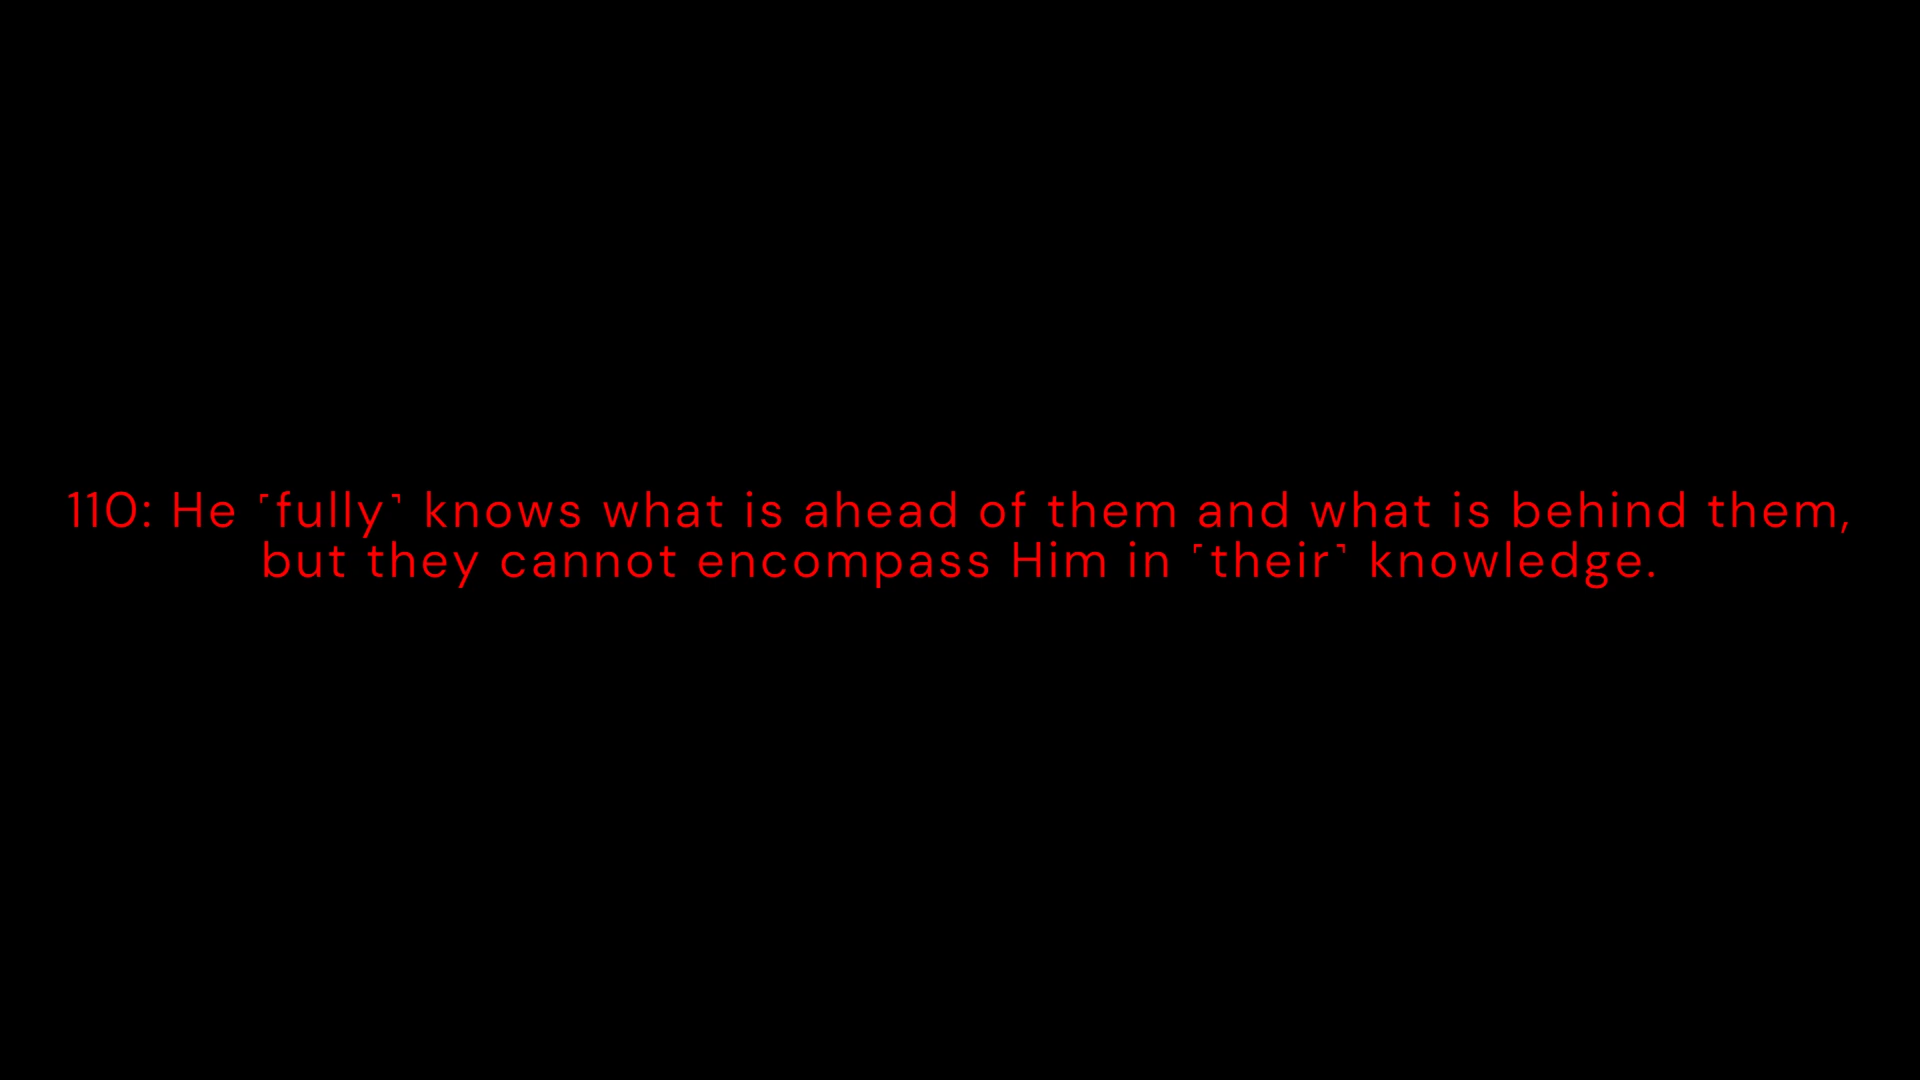 110: He ˹fully˺ knows what is ahead of them and what is behind them,
but they cannot encompass Him in ˹their˺ knowledge.